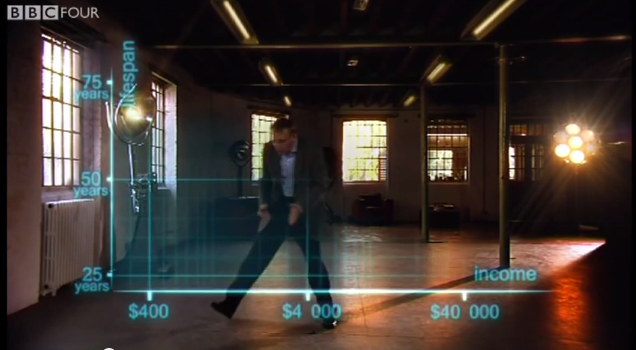 BBC FOUR
lifespan
75
years
50
years
25
years
income
$400
$4 000
$40 000